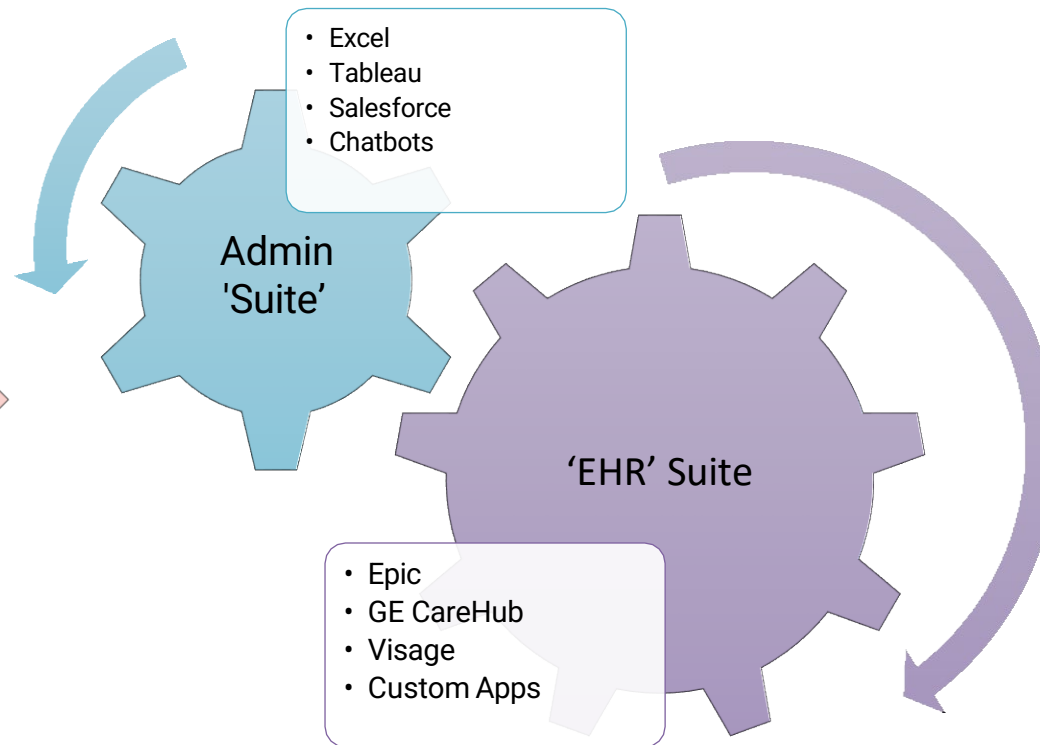 • Excel
• Tableau
• Salesforce
• Chatbots
Admin
'Suite’
‘EHR’ Suite
• Epic
• GE CareHub
• Visage
• Custom Apps